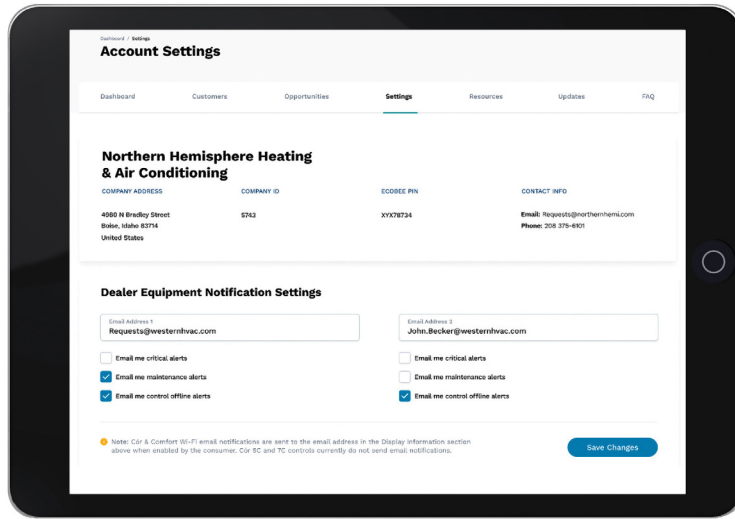 Dashboard / Settings
Account Settings
Dashboard Customers Opportunities Settings Resources Updates FAQ
Northern Hemisphere Heating
& Air Conditioning
COMPANY ADDRESS COMPANY ID ECOBEE PIN CONTACT INFO
4980 N Bradley Street 5743 XYX78734 Email: Requests@northernhemi.com
Boise, Idaho 83714 Phone: 208 375-6101
United States
Dealer Equipment Notification Settings
Email Address 1 Email Address 2
Requests@westernhvac.com John.Becker@westernhvac.com
Email me critical alerts Email me critical alerts
Email me maintenance alerts Email me maintenance alerts
Email me control offline alerts Email me control offline alerts
Note: Cór & Comfort Wi-Fi email notifications are sent to the email address in the Display Information section
above when enabled by the consumer. Cór 5C and 7C controls currently do not send email notifications.
Save Changes